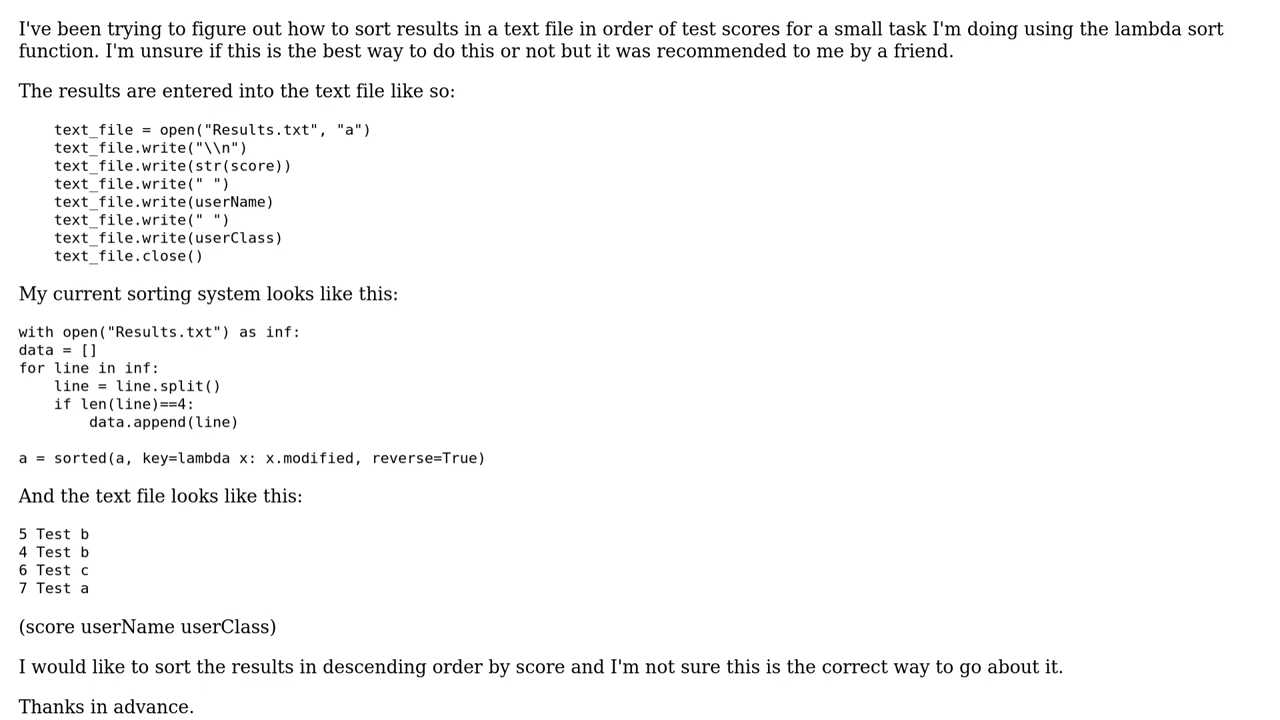 I've been trying to figure out how to sort results in a text file in order of test scores for a small task I'm doing using the lambda sort
function. I'm unsure if this is the best way to do this or not but it was recommended to me by a friend.
The results are entered into the text file like so:
    text_file = open("Results.txt", "a")
    text_file.write("\\n")
    text_file.write(str(score))
    text_file.write(" ")
    text_file.write(userName)
    text_file.write(" ")
    text_file.write(userClass)
    text_file.close()
My current sorting system looks like this:
with open("Results.txt") as inf:
data = []
for line in inf:
    line = line.split()
    if len(line)==4:
        data.append(line)
a = sorted(a, key=lambda x: x.modified, reverse=True)
And the text file looks like this:
5 Test b
4 Test b
6 Test c
7 Test a
(score userName userClass)
I would like to sort the results in descending order by score and I'm not sure this is the correct way to go about it.
Thanks in advance.